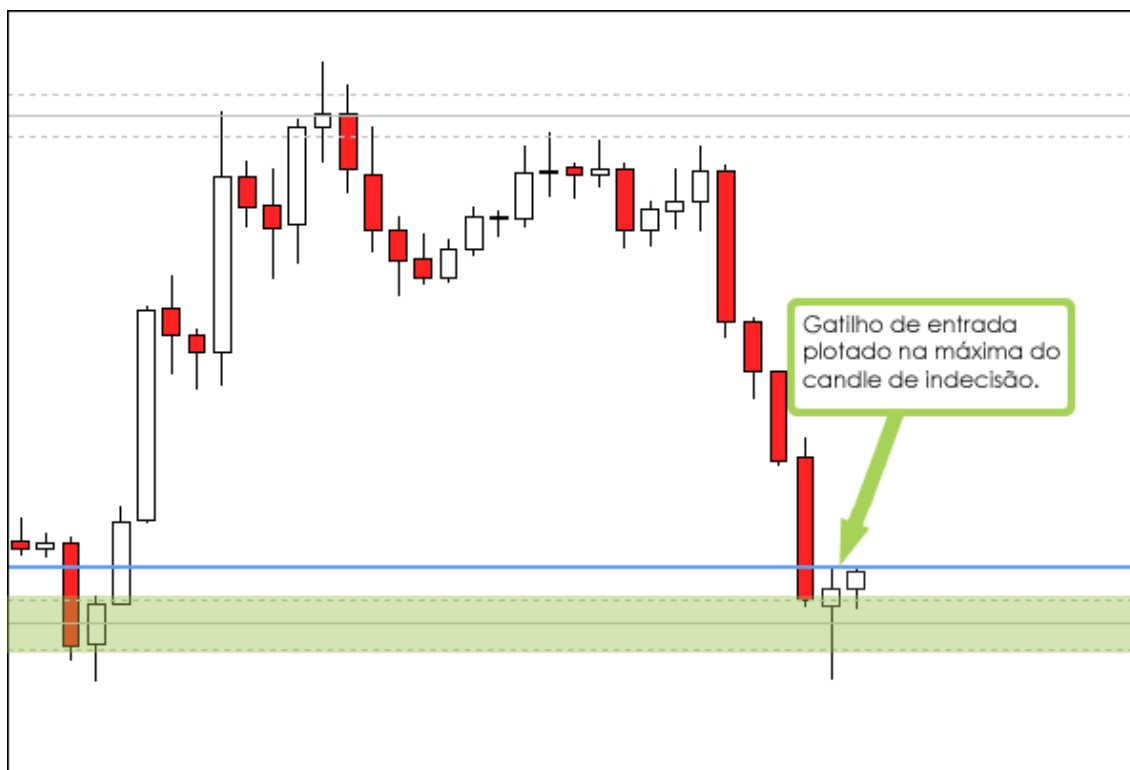 Gatilho de entrada
plotado na máxima do
candle de indecisão.